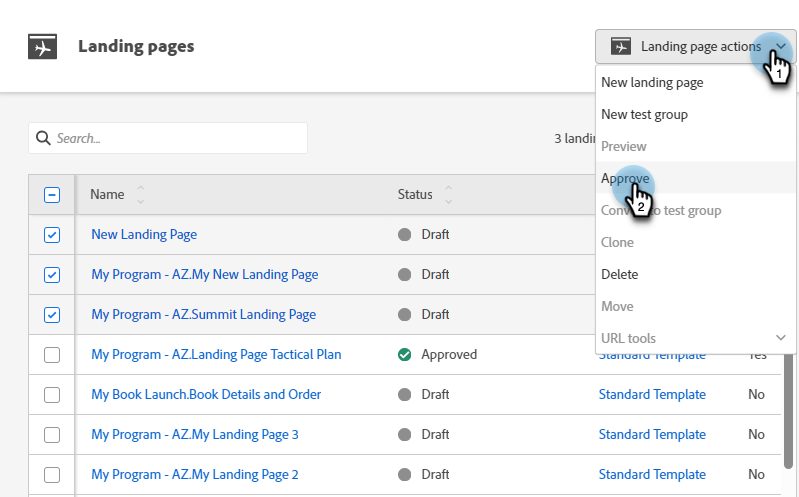 Landing pages
Landing page actions
1
New landing page
New test group
Preview
Approve
2
to test group
Clone
Delete
Move
URL tools
Search...
3
Name
Status
New Landing Page
Draft
My Program - AZ.My New Landing Page
Draft
My Program - AZ.Summit Landing Page
Draft
My Program - AZ.Landing Page Tactical Plan
Approved
Standard Template
Yes
My Book Launch.Book Details and Order
Draft
Standard Template
No
My Program - AZ.My Landing Page 3
Draft
Standard Template
No
My Program - AZ.My Landing Page 2
Draft
Standard Template
No